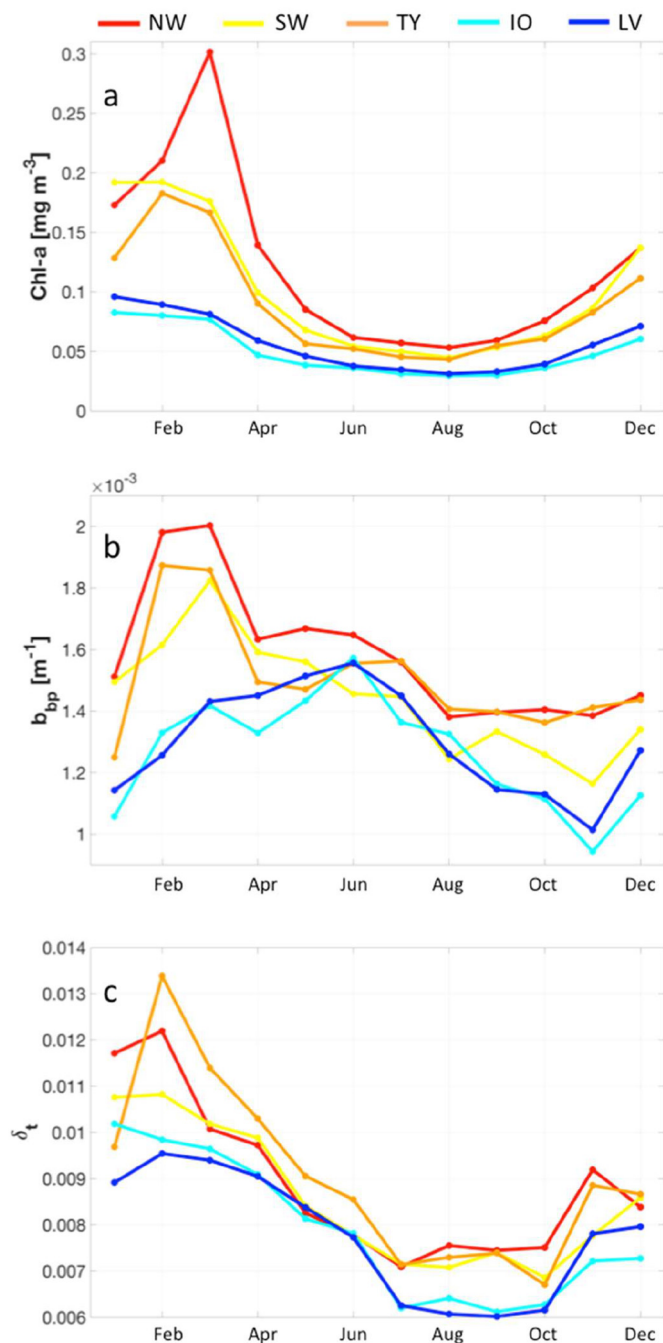 NW SW TY IO LV
a
Chl-a [mg m⁻³]
0.3
0.25
0.2
0.15
0.1
0.05
0
Feb Apr Jun Aug Oct Dec
×10⁻³
b
b_bp [m⁻¹]
2
1.8
1.6
1.4
1.2
1
Feb Apr Jun Aug Oct Dec
c
δ_t
0.014
0.013
0.012
0.011
0.01
0.009
0.008
0.007
0.006
Feb Apr Jun Aug Oct Dec